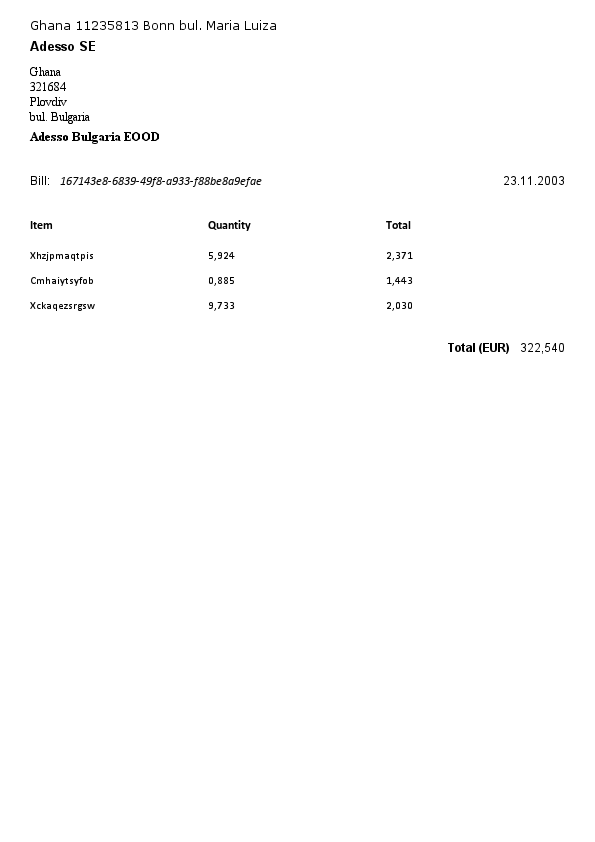 Ghana 11235813 Bonn bul. Maria Luiza
Adesso SE
Ghana
321684
Plovdiv
bul. Bulgaria
Adesso Bulgaria EOOD
Bill: 167143e8-6839-49f8-a933-f88be8a9efae 23.11.2003
Item Quantity Total
Xhzjpmaqtpis 5,924 2,371
Cmhaiytsyfob 0,885 1,443
Xckaqezsrgsw 9,733 2,030
Total (EUR) 322,540